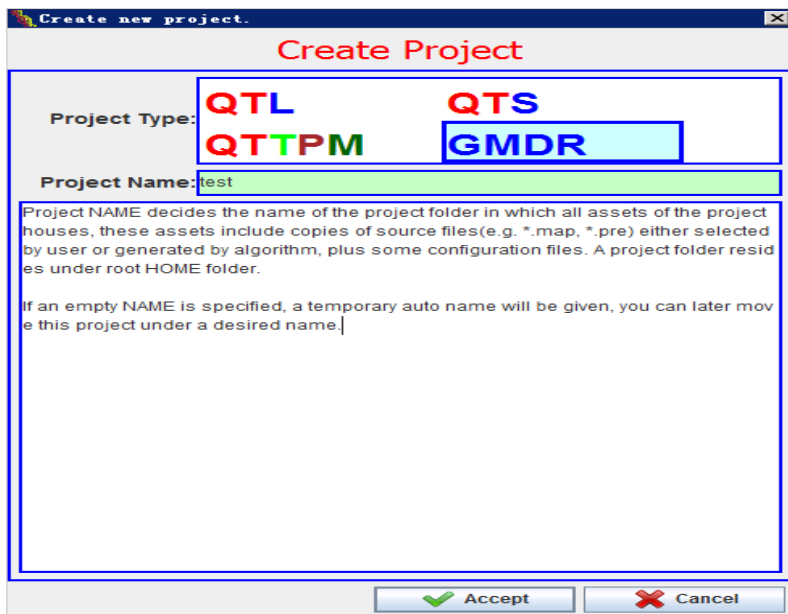 Create new project.
Create Project
Project Type:
QTL QTS
QTTPM GMDR
Project Name: test
Project NAME decides the name of the project folder in which all assets of the project
houses, these assets include copies of source files(e.g. *.map, *.pre) either selected
by user or generated by algorithm, plus some configuration files. A project folder resid
es under root HOME folder.
If an empty NAME is specified, a temporary auto name will be given, you can later mov
e this project under a desired name.
Accept Cancel